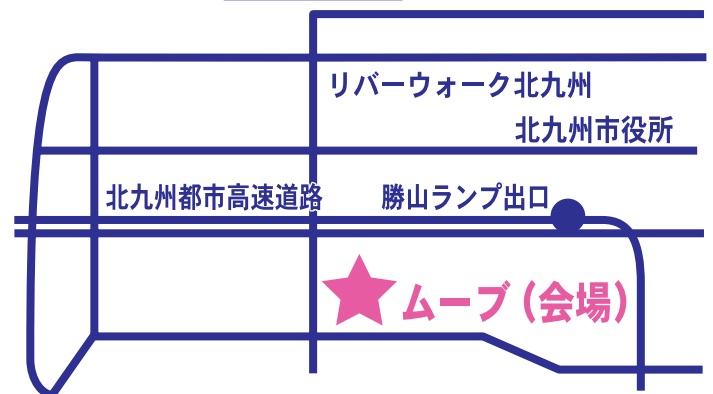 リバーウォーク北九州
北九州市役所
北九州都市高速道路
勝山ランプ出口
ムーブ（会場）